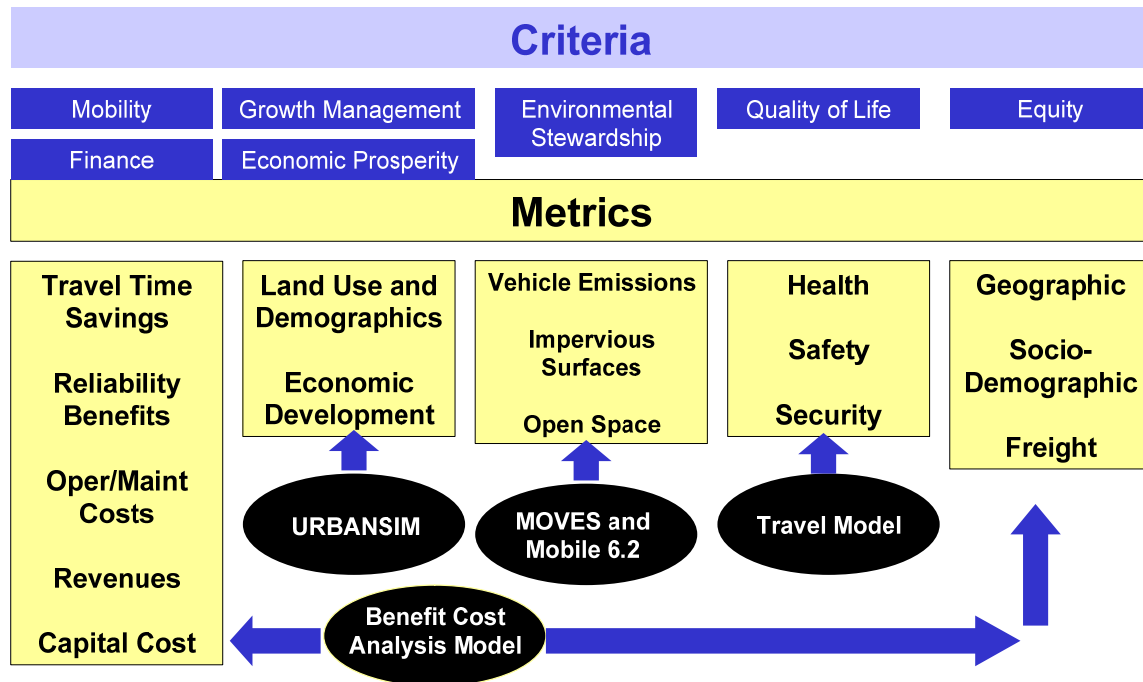 Criteria
Mobility
Growth Management
Environmental
Stewardship
Quality of Life
Equity
Finance
Economic Prosperity
Metrics
Travel Time
Savings
Reliability
Benefits
Oper/Maint
Costs
Revenues
Capital Cost
Land Use and
Demographics
Economic
Development
Vehicle Emissions
Impervious
Surfaces
Open Space
Health
Safety
Security
Geographic
Socio-
Demographic
Freight
URBANSIM
MOVES and
Mobile 6.2
Travel Model
Benefit Cost
Analysis Model